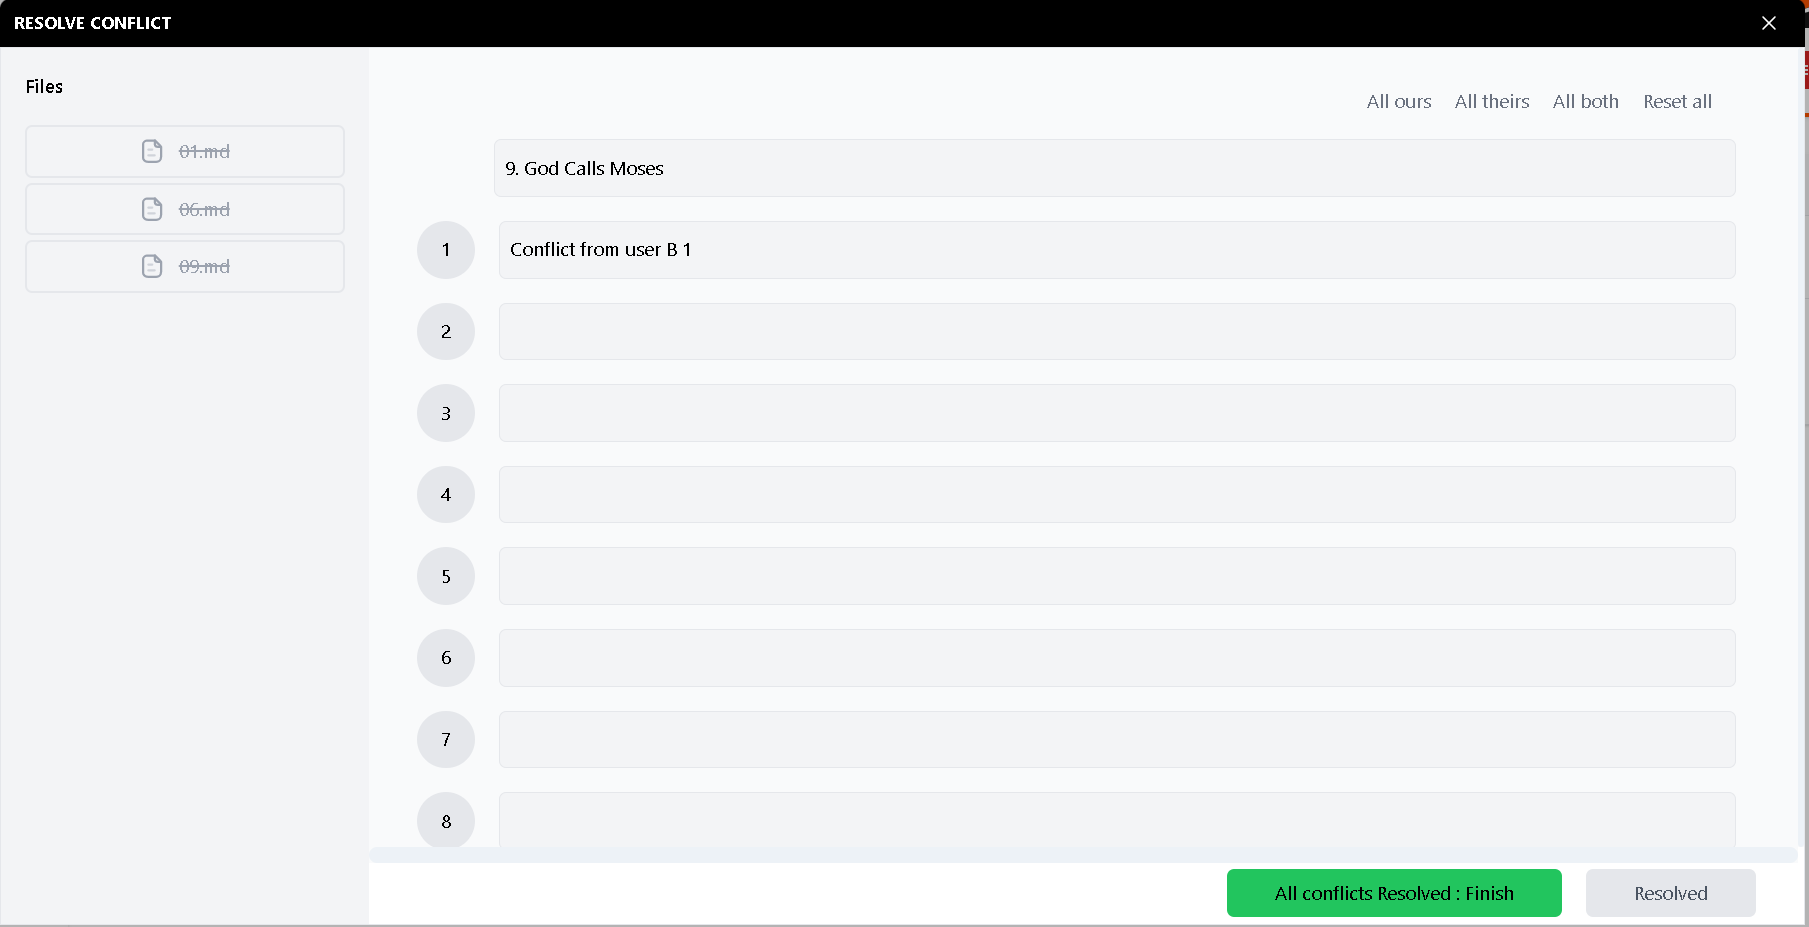 RESOLVE CONFLICT
Files
01.md
06.md
09.md
All ours All theirs All both Reset all
9. God Calls Moses
1 Conflict from user B 1
2
3
4
5
6
7
8
All conflicts Resolved : Finish
Resolved